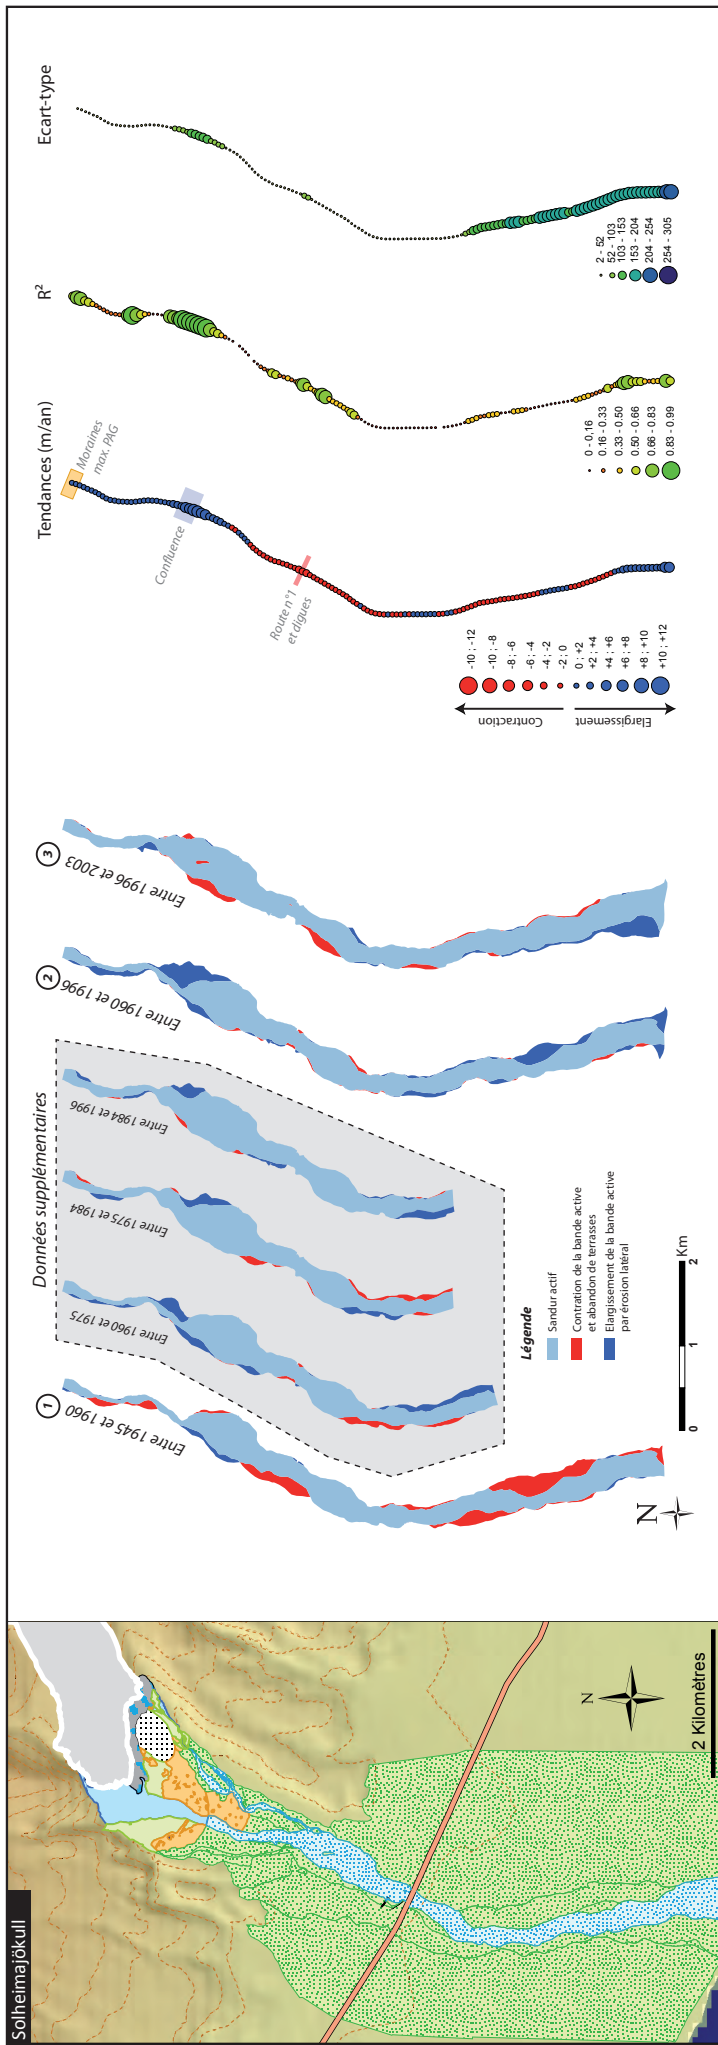 Solheimajökull
N
2 Kilomètres
1
Entre 1945 et 1960
Données supplémentaires
Entre 1960 et 1975
Entre 1975 et 1984
Entre 1984 et 1996
2
Entre 1960 et 1996
3
Entre 1996 et 2003
N
0
1
2
Km
Légende
Sandur actif
Contration de la bande active
et abandon de terrasses
Elargissement de la bande active
par érosion latéral
Tendances (m/an)
Moraines
max. PAG
Confluence
Route n°1
et digues
Contraction
Elargissement
-10 ; -12
-10 ; -8
-8 ; -6
-6 ; -4
-4 ; -2
-2 ; 0
0 ; +2
+2 ; +4
+4 ; +6
+6 ; +8
+8 ; +10
+10 ; +12
R²
0 - 0,16
0.16 - 0.33
0.33 - 0.50
0.50 - 0.66
0.66 - 0.83
0.83 - 0.99
Ecart-type
2 - 52
52 - 103
103 - 153
153 - 204
204 - 254
254 - 305